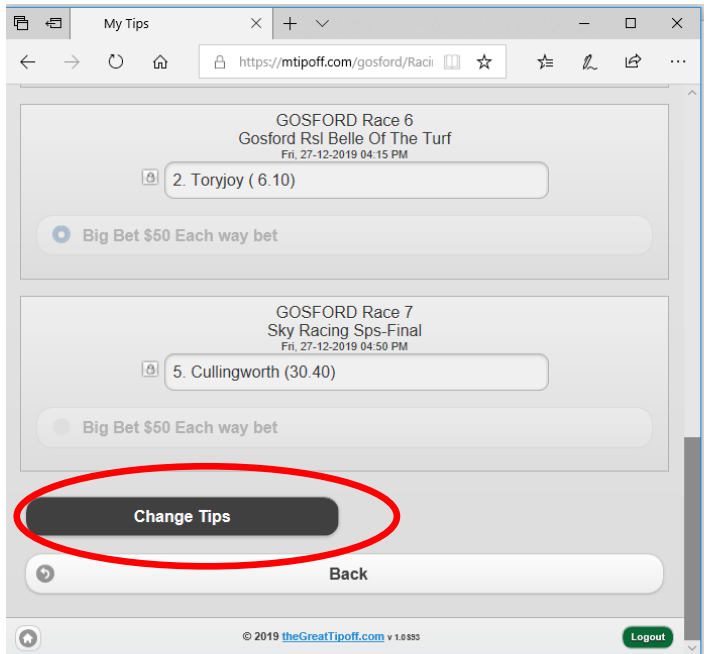 My Tips
https://mtipoff.com/gosford/Raci
GOSFORD Race 6
Gosford Rsl Belle Of The Turf
Fri, 27-12-2019 04:15 PM
2. Toryjoy ( 6.10)
Big Bet $50 Each way bet
GOSFORD Race 7
Sky Racing Sps-Final
Fri, 27-12-2019 04:50 PM
5. Cullingworth (30.40)
Big Bet $50 Each way bet
Change Tips
Back
© 2019 theGreatTipoff.com v 1.0593 Logout